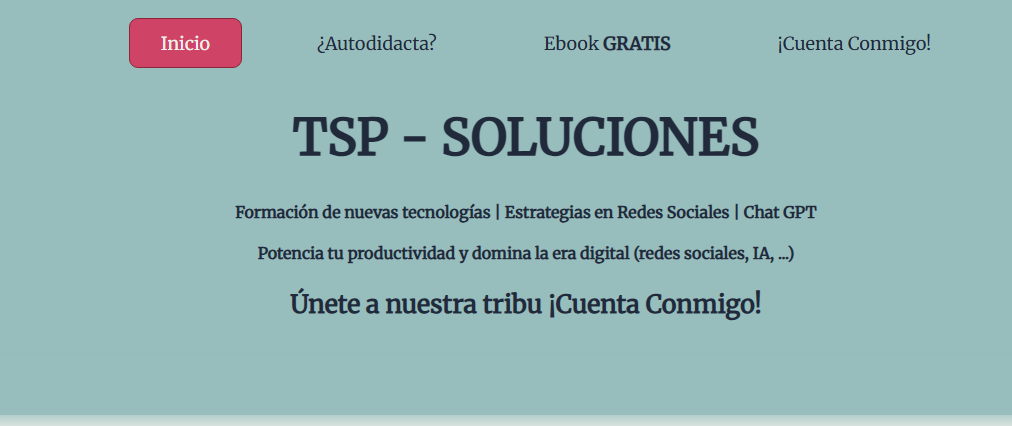 Inicio ¿Autodidacta? Ebook GRATIS ¡Cuenta Conmigo!
TSP - SOLUCIONES
Formación de nuevas tecnologías | Estrategias en Redes Sociales | Chat GPT
Potencia tu productividad y domina la era digital (redes sociales, IA, ...)
Únete a nuestra tribu ¡Cuenta Conmigo!